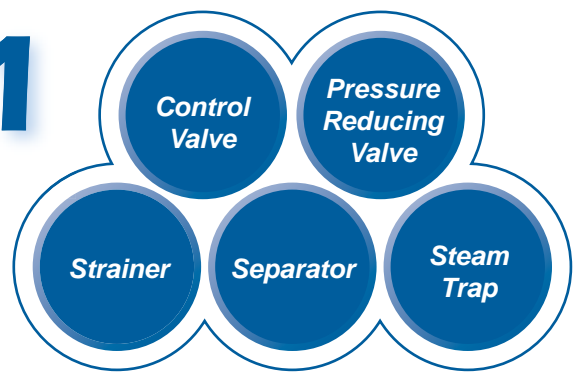 1
Control
Valve
Pressure
Reducing
Valve
Strainer
Separator
Steam
Trap